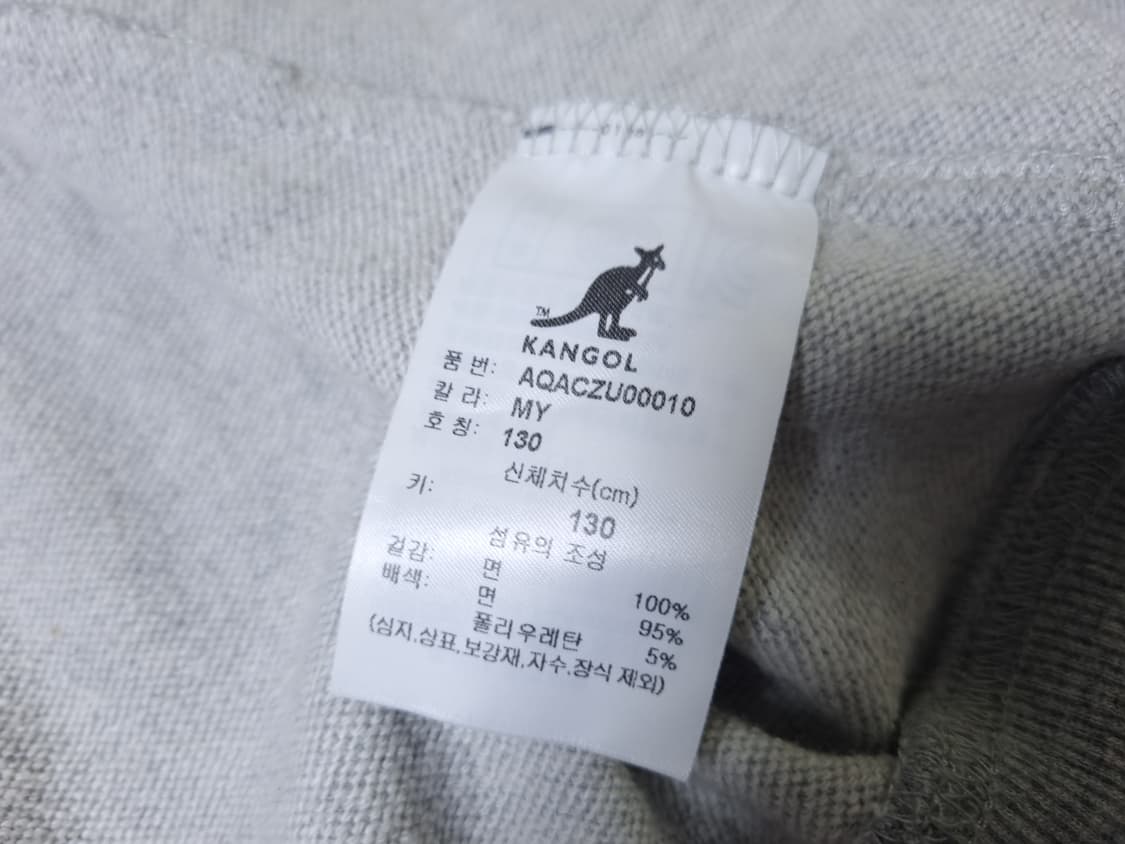 TM
KANGOL
품 번: AQACZU00010
칼 라: MY
호 칭: 130
신체치수(cm)
키: 130
섬유의 조성
겉감: 면 100%
배색: 면 95%
폴리우레탄 5%
(심지,상표,보강재,자수,장식 제외)